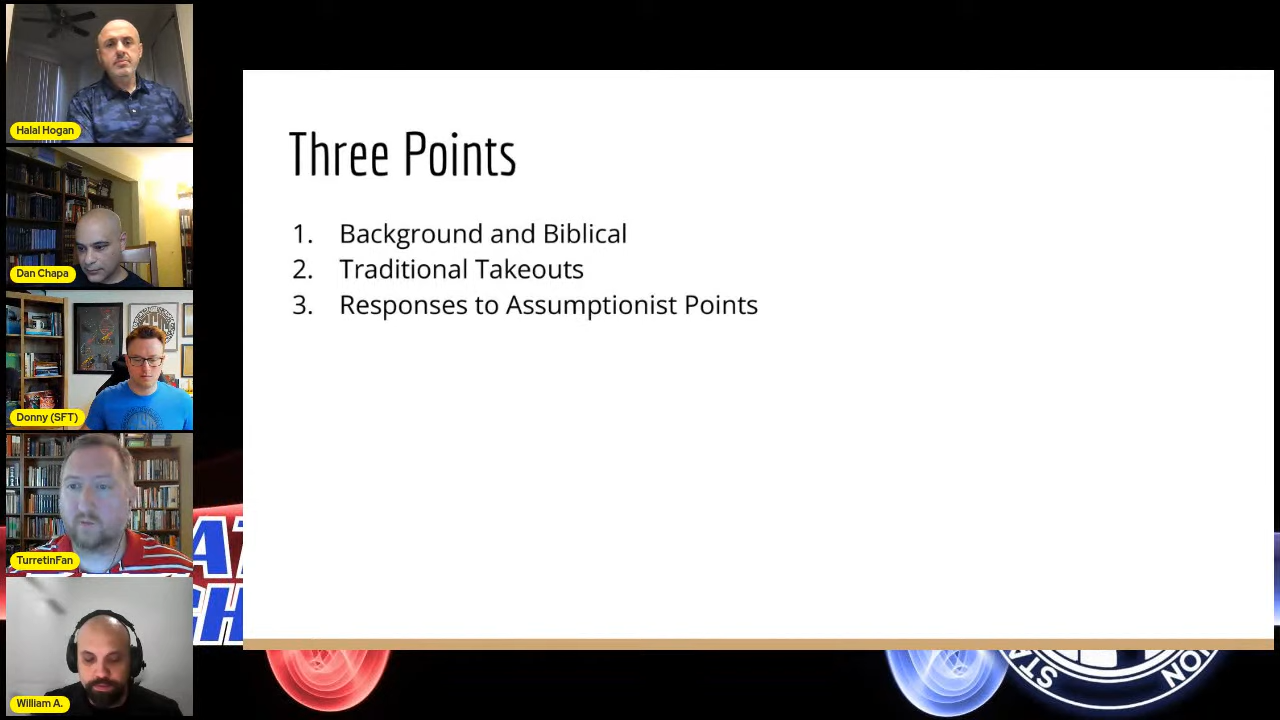 Halal Hogan
Dan Chapa
Donny (SFT)
TurretinFan
William A.
Three Points
1. Background and Biblical
2. Traditional Takeouts
3. Responses to Assumptionist Points